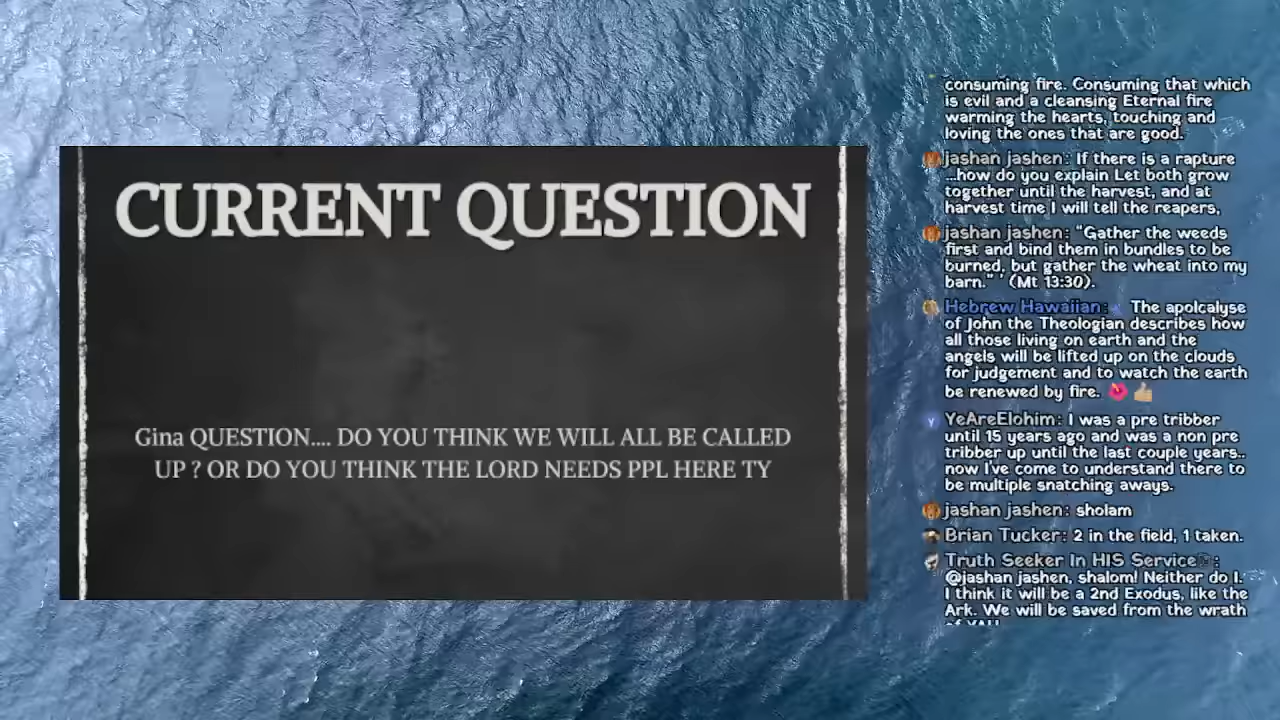 CURRENT QUESTION
Gina QUESTION.... DO YOU THINK WE WILL ALL BE CALLED
UP ? OR DO YOU THINK THE LORD NEEDS PPL HERE TY
consuming fire. Consuming that which
is evil and a cleansing Eternal fire
warming the hearts, touching and
loving the ones that are good.
jashan jashen: If there is a rapture
...how do you explain Let both grow
together until the harvest, and at
harvest time I will tell the reapers,
jashan jashen: "Gather the weeds
first and bind them in bundles to be
burned, but gather the wheat into my
barn." ' (Mt 13:30).
Hebrew Hawaiian: The apolcalyse
of John the Theologian describes how
all those living on earth and the
angels will be lifted up on the clouds
for judgement and to watch the earth
be renewed by fire. 🌺 👍🏼
Y YeAreElohim: I was a pre tribber
until 15 years ago and was a non pre
tribber up until the last couple years..
now I've come to understand there to
be multiple snatching aways.
jashan jashen: sholam
Brian Tucker: 2 in the field, 1 taken.
Truth Seeker In HIS Service:
@jashan jashen, shalom! Neither do I.
I think it will be a 2nd Exodus, like the
Ark. We will be saved from the wrath